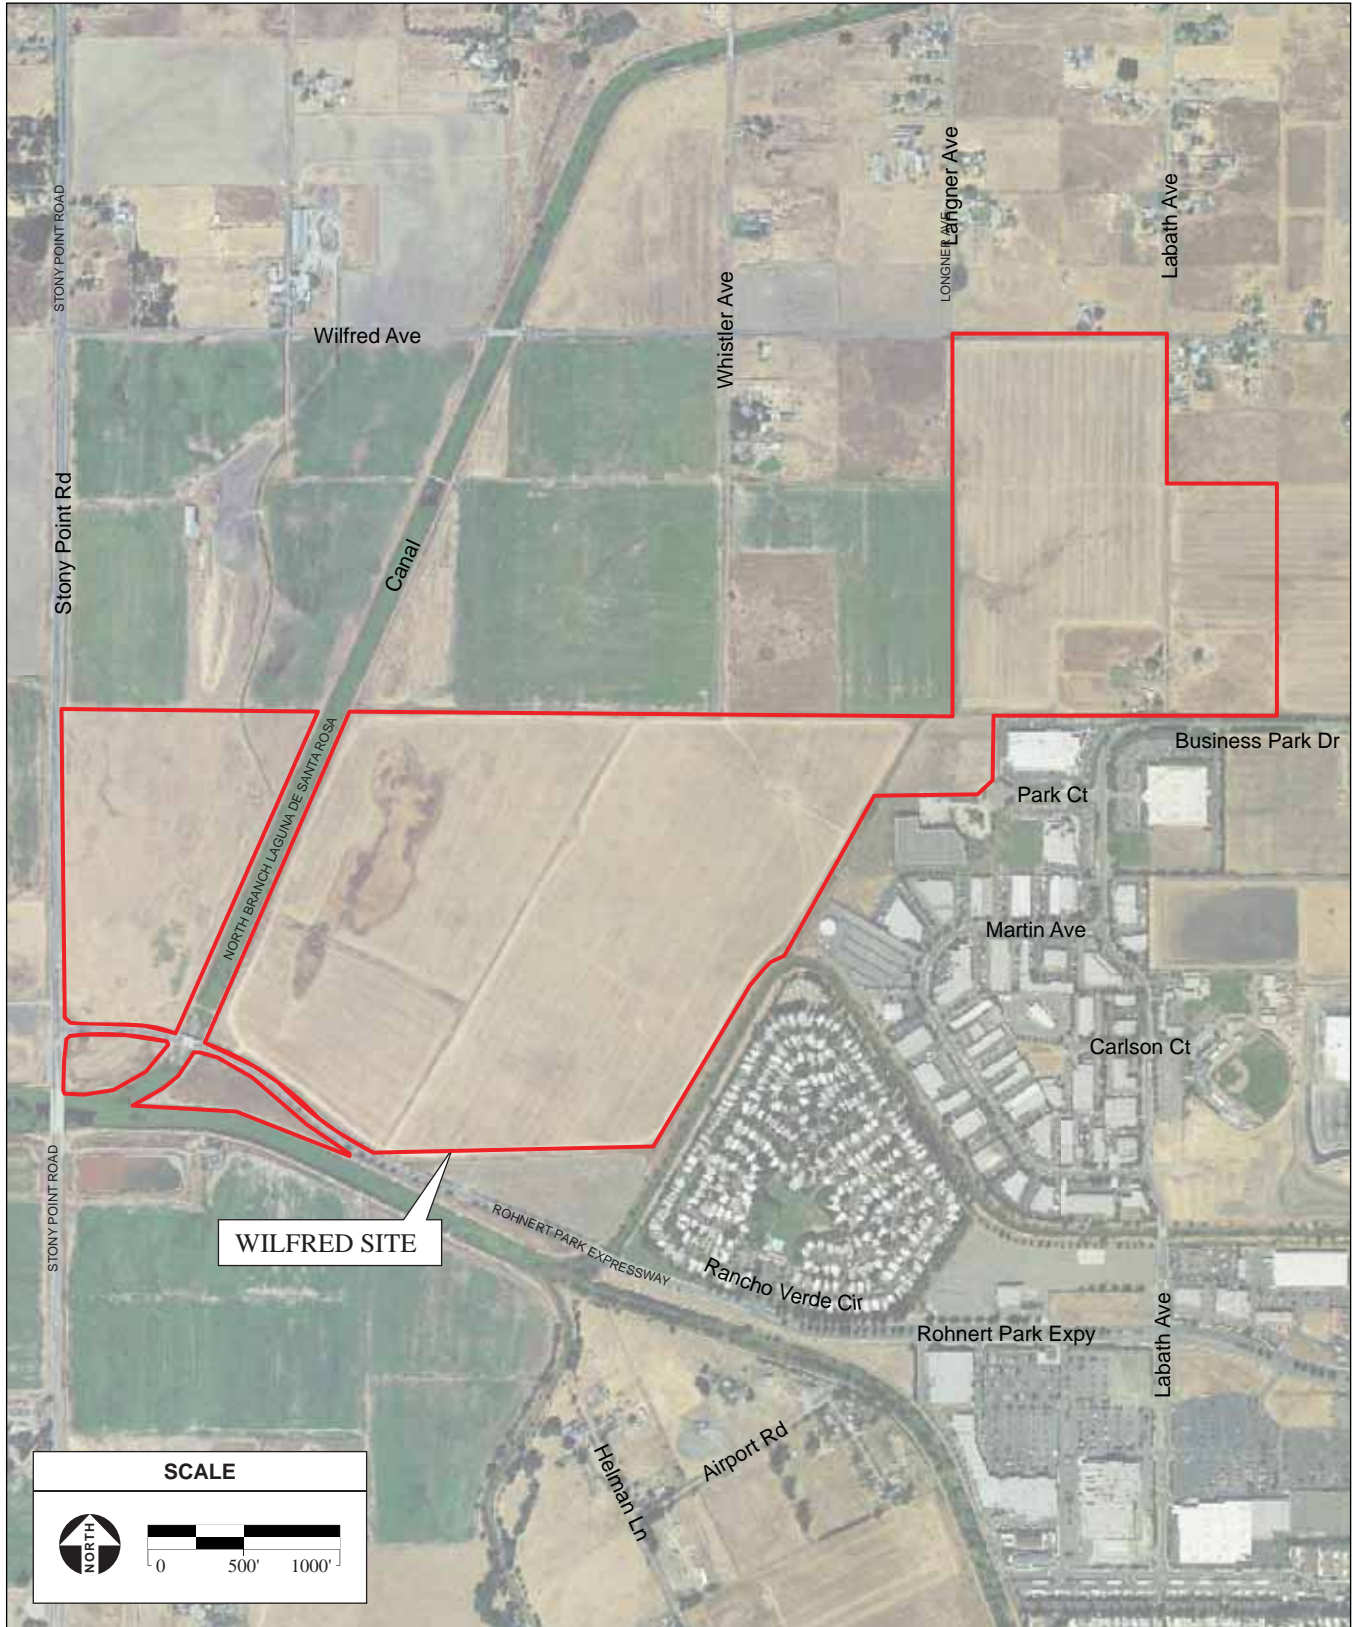 STONY POINT ROAD
Langner Ave
LONGNER AVE
Labath Ave
Wilfred Ave
Whistler Ave
Stony Point Rd
Canal
NORTH BRANCH LAGUNA DE SANTA ROSA
Business Park Dr
Park Ct
Martin Ave
Carlson Ct
STONY POINT ROAD
WILFRED SITE
ROHNERT PARK EXPRESSWAY
Rancho Verde Cir
Rohnert Park Expy
Labath Ave
Airport Rd
Helman Ln
SCALE
NORTH
0 500' 1000'